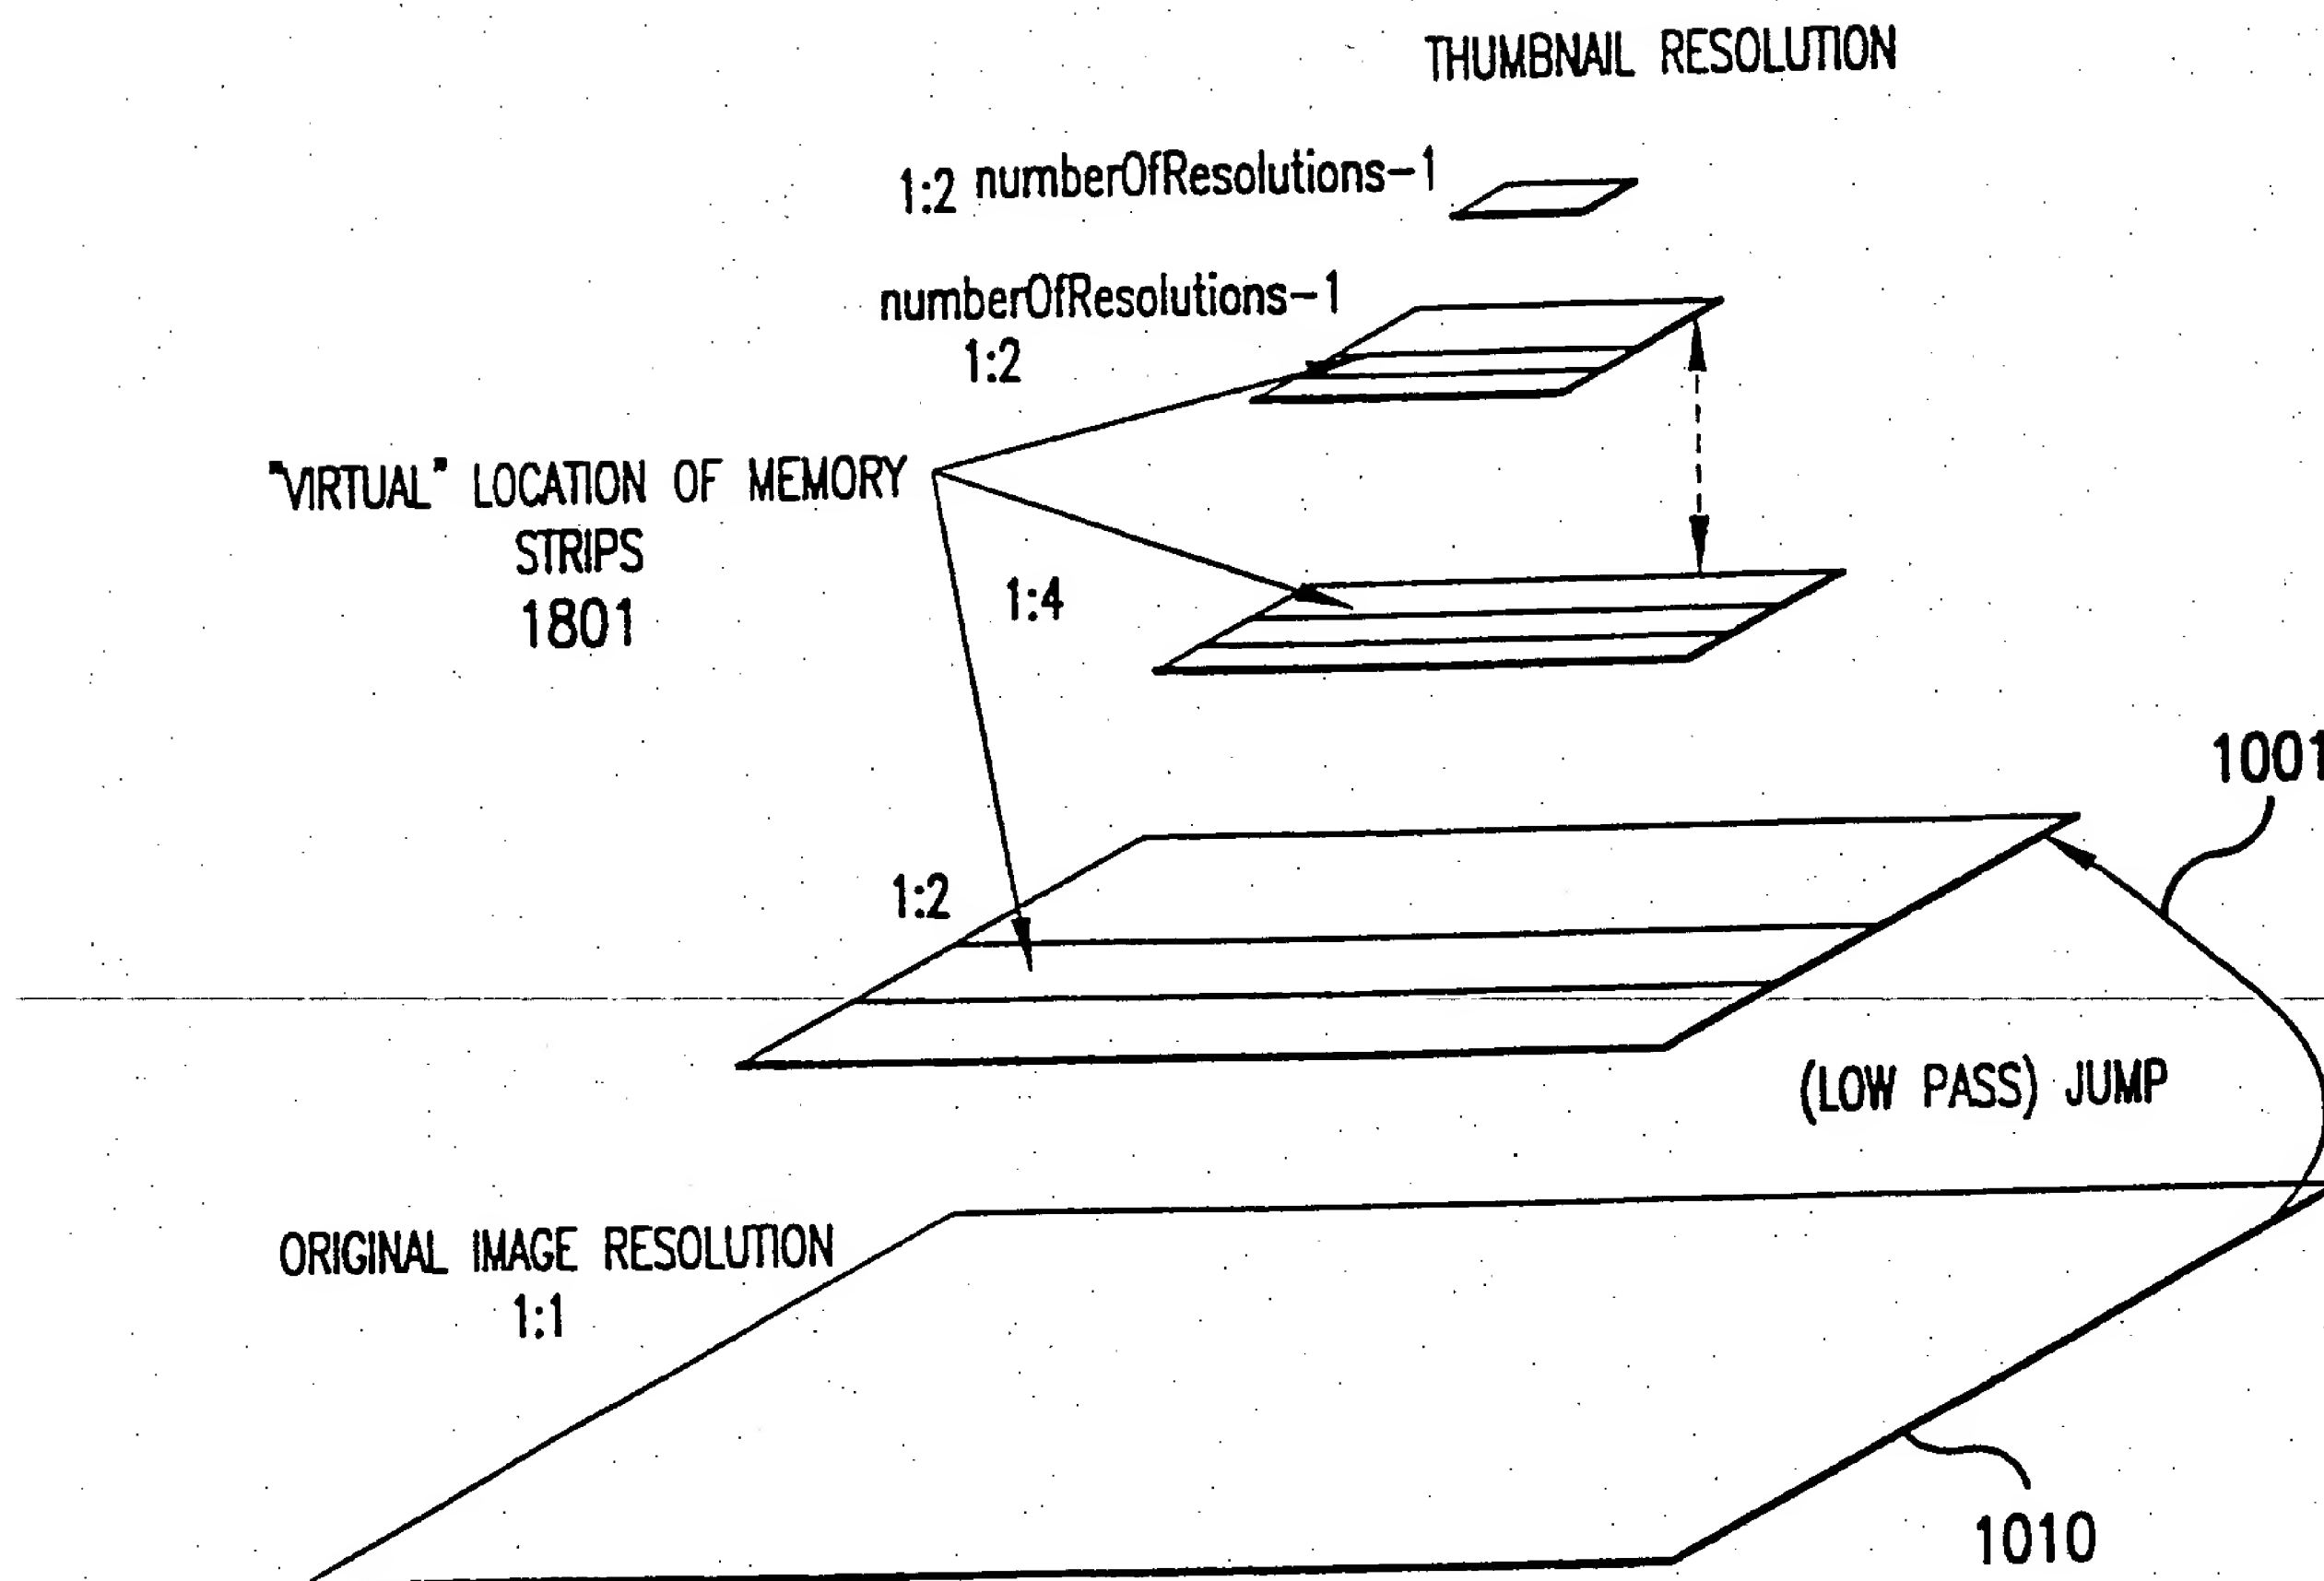 THUMBNAIL RESOLUTION
1:2 numberOfResolutions-1
numberOfResolutions-1
1:2
"VIRTUAL" LOCATION OF MEMORY
STRIPS
1801
1:4
1001
1:2
(LOW PASS) JUMP
ORIGINAL IMAGE RESOLUTION
1:1
1010